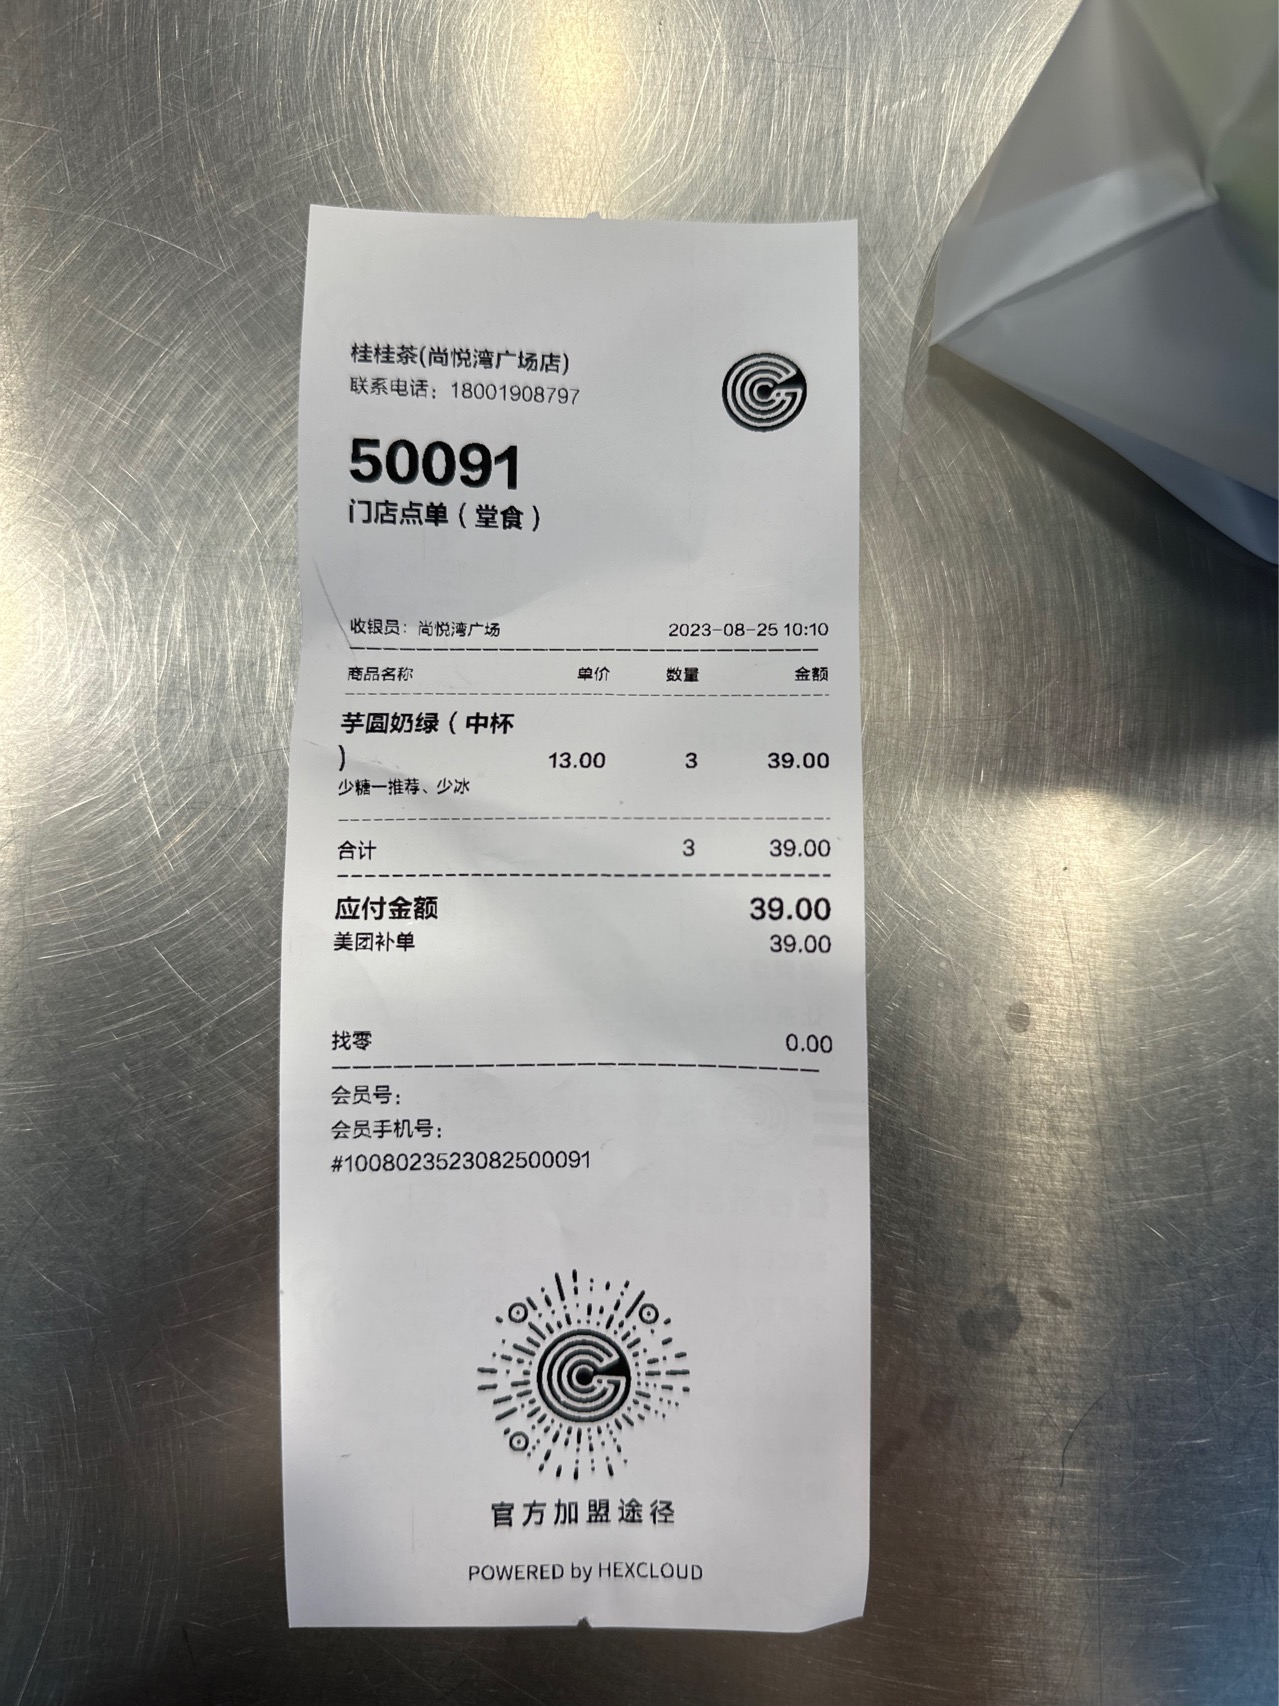 桂桂茶(尚悦湾广场店)
联系电话：18001908797
50091
门店点单（堂食）
收银员：尚悦湾广场 2023-08-25 10:10
商品名称 单价 数量 金额
芋圆奶绿（中杯
） 13.00 3 39.00
少糖—推荐、少冰
合计 3 39.00
应付金额 39.00
美团补单 39.00
找零 0.00
会员号：
会员手机号：
#1008023523082500091
官方加盟途径
POWERED by HEXCLOUD